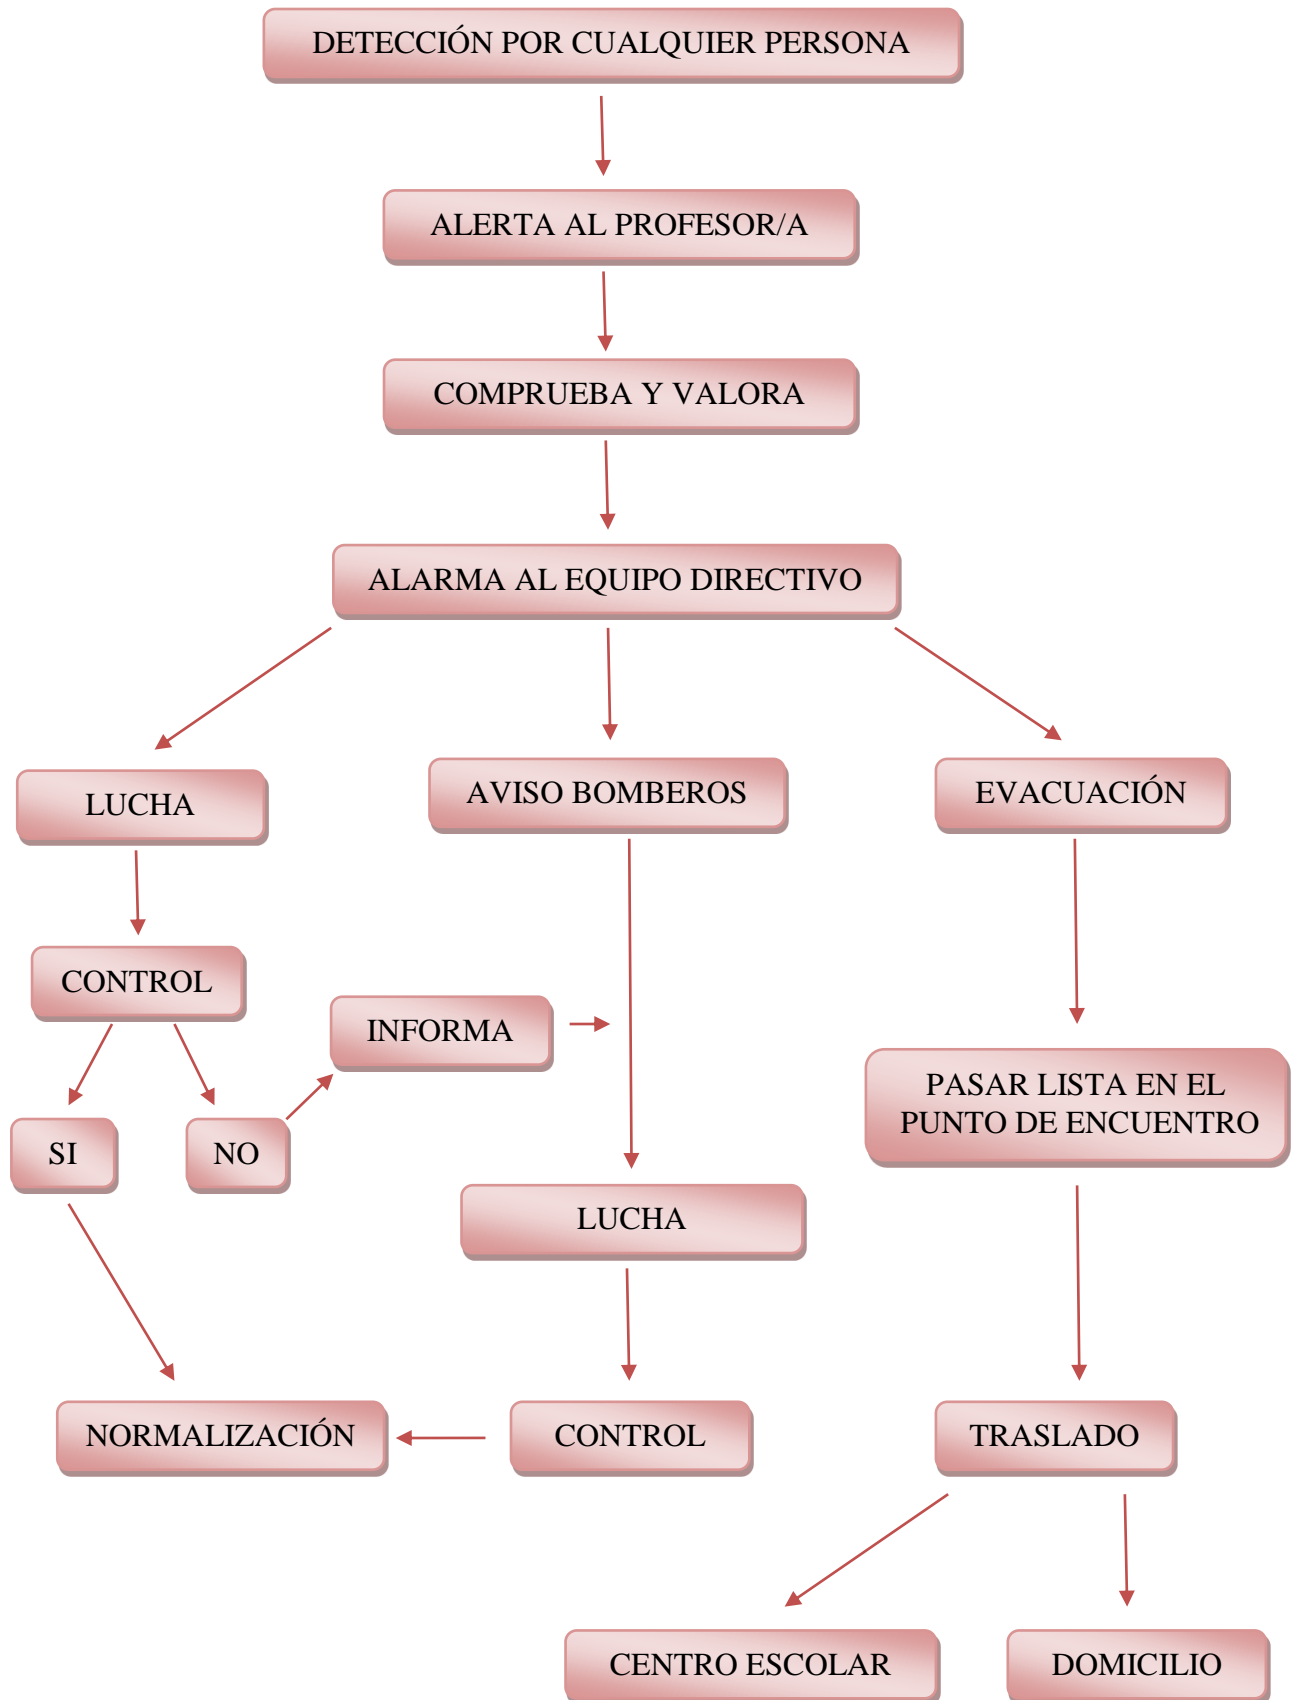 DETECCIÓN POR CUALQUIER PERSONA
ALERTA AL PROFESOR/A
COMPRUEBA Y VALORA
ALARMA AL EQUIPO DIRECTIVO
LUCHA
AVISO BOMBEROS
EVACUACIÓN
CONTROL
INFORMA
SI
NO
PASAR LISTA EN EL
PUNTO DE ENCUENTRO
LUCHA
NORMALIZACIÓN
CONTROL
TRASLADO
CENTRO ESCOLAR
DOMICILIO